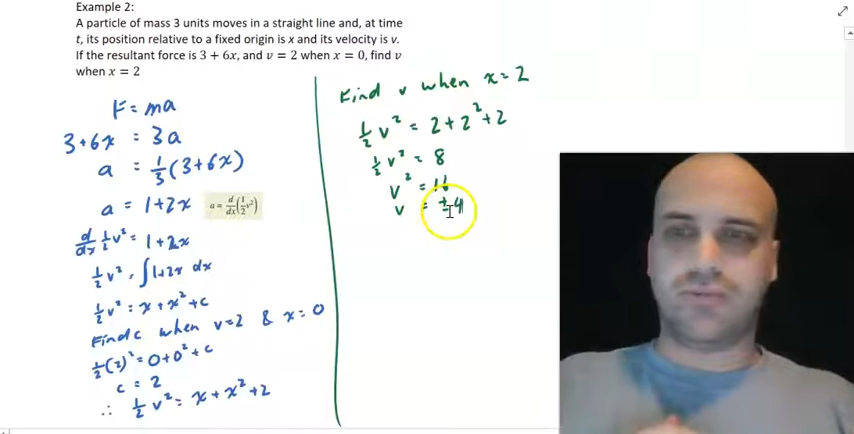 Example 2:
A particle of mass 3 units moves in a straight line and, at time
t, its position relative to a fixed origin is x and its velocity is v.
If the resultant force is 3 + 6x, and v = 2 when x = 0, find v
when x = 2
F = ma
3+6x = 3a
a = 1/3 (3+6x)
a = 1+2x
a = d/dx(1/2 v²)
d/dx 1/2 v² = 1+2x
1/2 v² = ∫1+2x dx
1/2 v² = x + x² + c
Find c when v=2 & x=0
1/2 (2)² = 0+0² + c
c = 2
∴ 1/2 v² = x + x² + 2
Find v when x=2
1/2 v² = 2 + 2² + 2
1/2 v² = 8
v² = 16
v = ±4